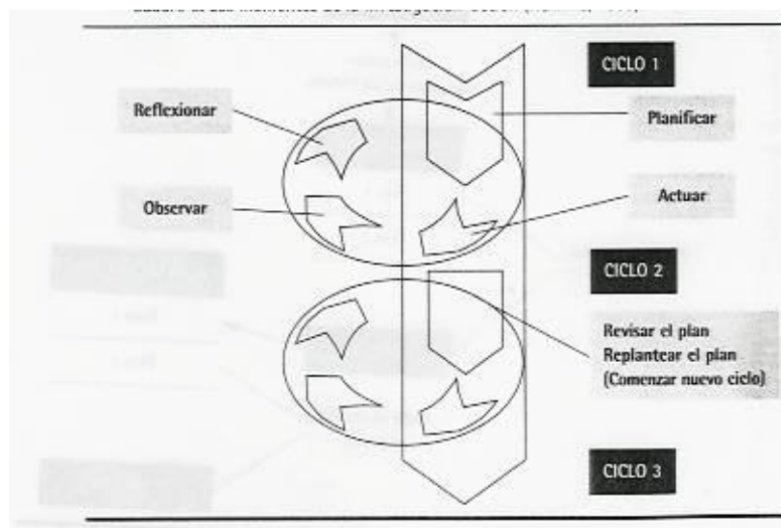 CICLO 1
Reflexionar
Planificar
Observar
Actuar
CICLO 2
Revisar el plan
Replantear el plan
(Comenzar nuevo ciclo)
CICLO 3